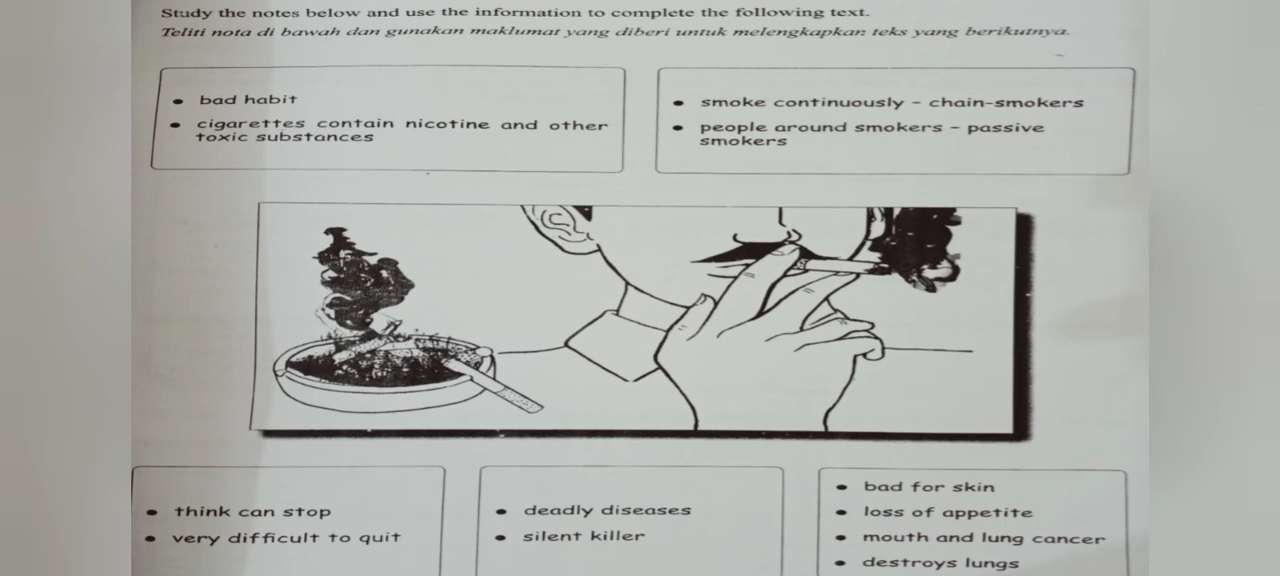 Study the notes below and use the information to complete the following text.
Teliti nota di bawah dan gunakan maklumat yang diberi untuk melengkapkan teks yang berikutnya.
• bad habit
• cigarettes contain nicotine and other
toxic substances
• smoke continuously – chain-smokers
• people around smokers – passive
smokers
• think can stop
• very difficult to quit
• deadly diseases
• silent killer
• bad for skin
• loss of appetite
• mouth and lung cancer
• destroys lungs